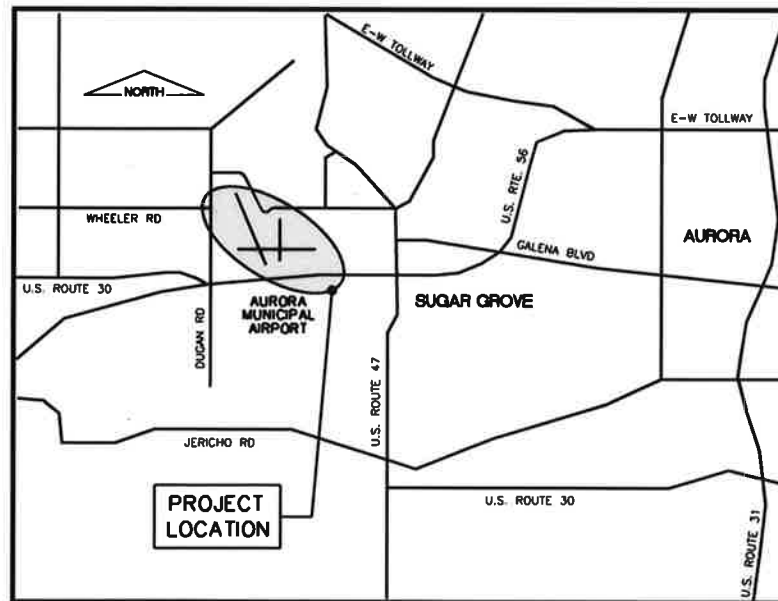 E-W TOLLWAY
NORTH
E-W TOLLWAY
U.S. RTE. 56
WHEELER RD
GALENA BLVD
AURORA
U.S. ROUTE 30
AURORA
MUNICIPAL
AIRPORT
SUGAR GROVE
DUGAN RD
U.S. ROUTE 47
JERICHO RD
PROJECT
LOCATION
U.S. ROUTE 30
U.S. ROUTE 31